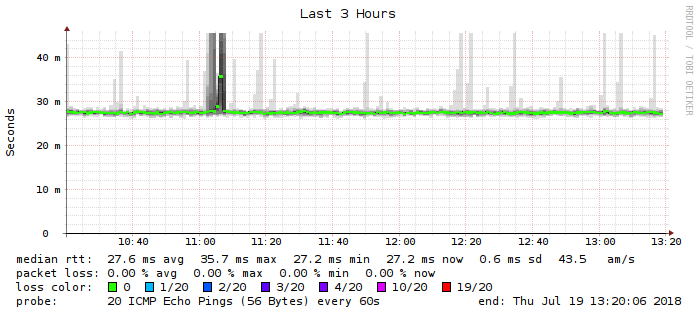 Last 3 Hours
RRDTOOL / TOBI OETIKER
Seconds
40 m
30 m
20 m
10 m
0
10:40 11:00 11:20 11:40 12:00 12:20 12:40 13:00 13:20
median rtt: 27.6 ms avg 35.7 ms max 27.2 ms min 27.2 ms now 0.6 ms sd 43.5 am/s
packet loss: 0.00 % avg 0.00 % max 0.00 % min 0.00 % now
loss color: 0 1/20 2/20 3/20 4/20 10/20 19/20
probe: 20 ICMP Echo Pings (56 Bytes) every 60s end: Thu Jul 19 13:20:06 2018